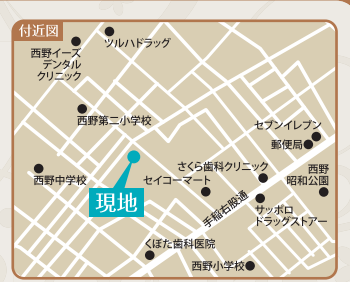 付近図
ツルハドラッグ
西野イーズ
デンタル
クリニック
西野第二小学校
セブンイレブン
郵便局
さくら歯科クリニック
西野
昭和公園
西野中学校
セイコーマート
現地
手稲右股通
サッポロ
ドラッグストアー
くぼた歯科医院
西野小学校